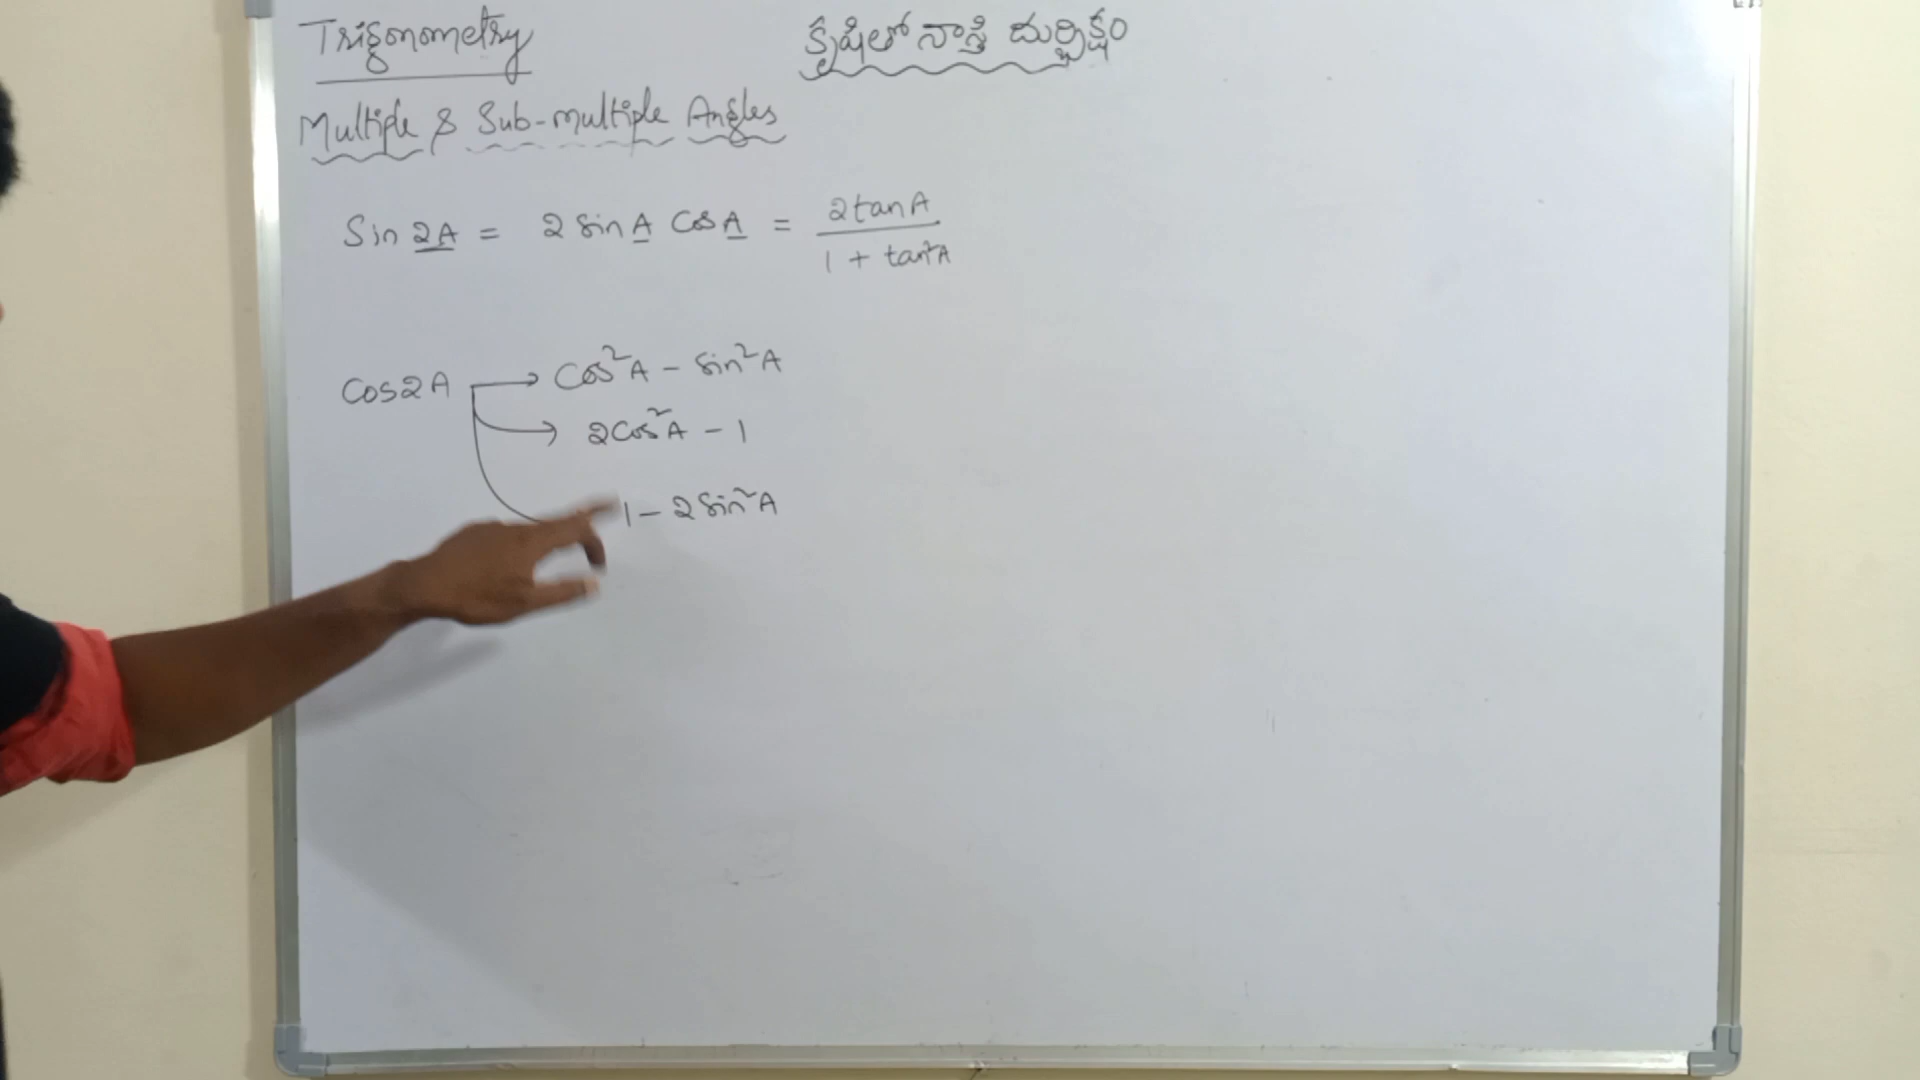 Trigonometry
కృషితో నాస్తి దుర్భిక్షం
Multiple & Sub-multiple Angles
Sin 2A = 2 Sin A Cos A = 2tanA / 1 + tan²A
Cos2A → Cos²A - Sin²A
→ 2Cos²A - 1
1 - 2Sin²A